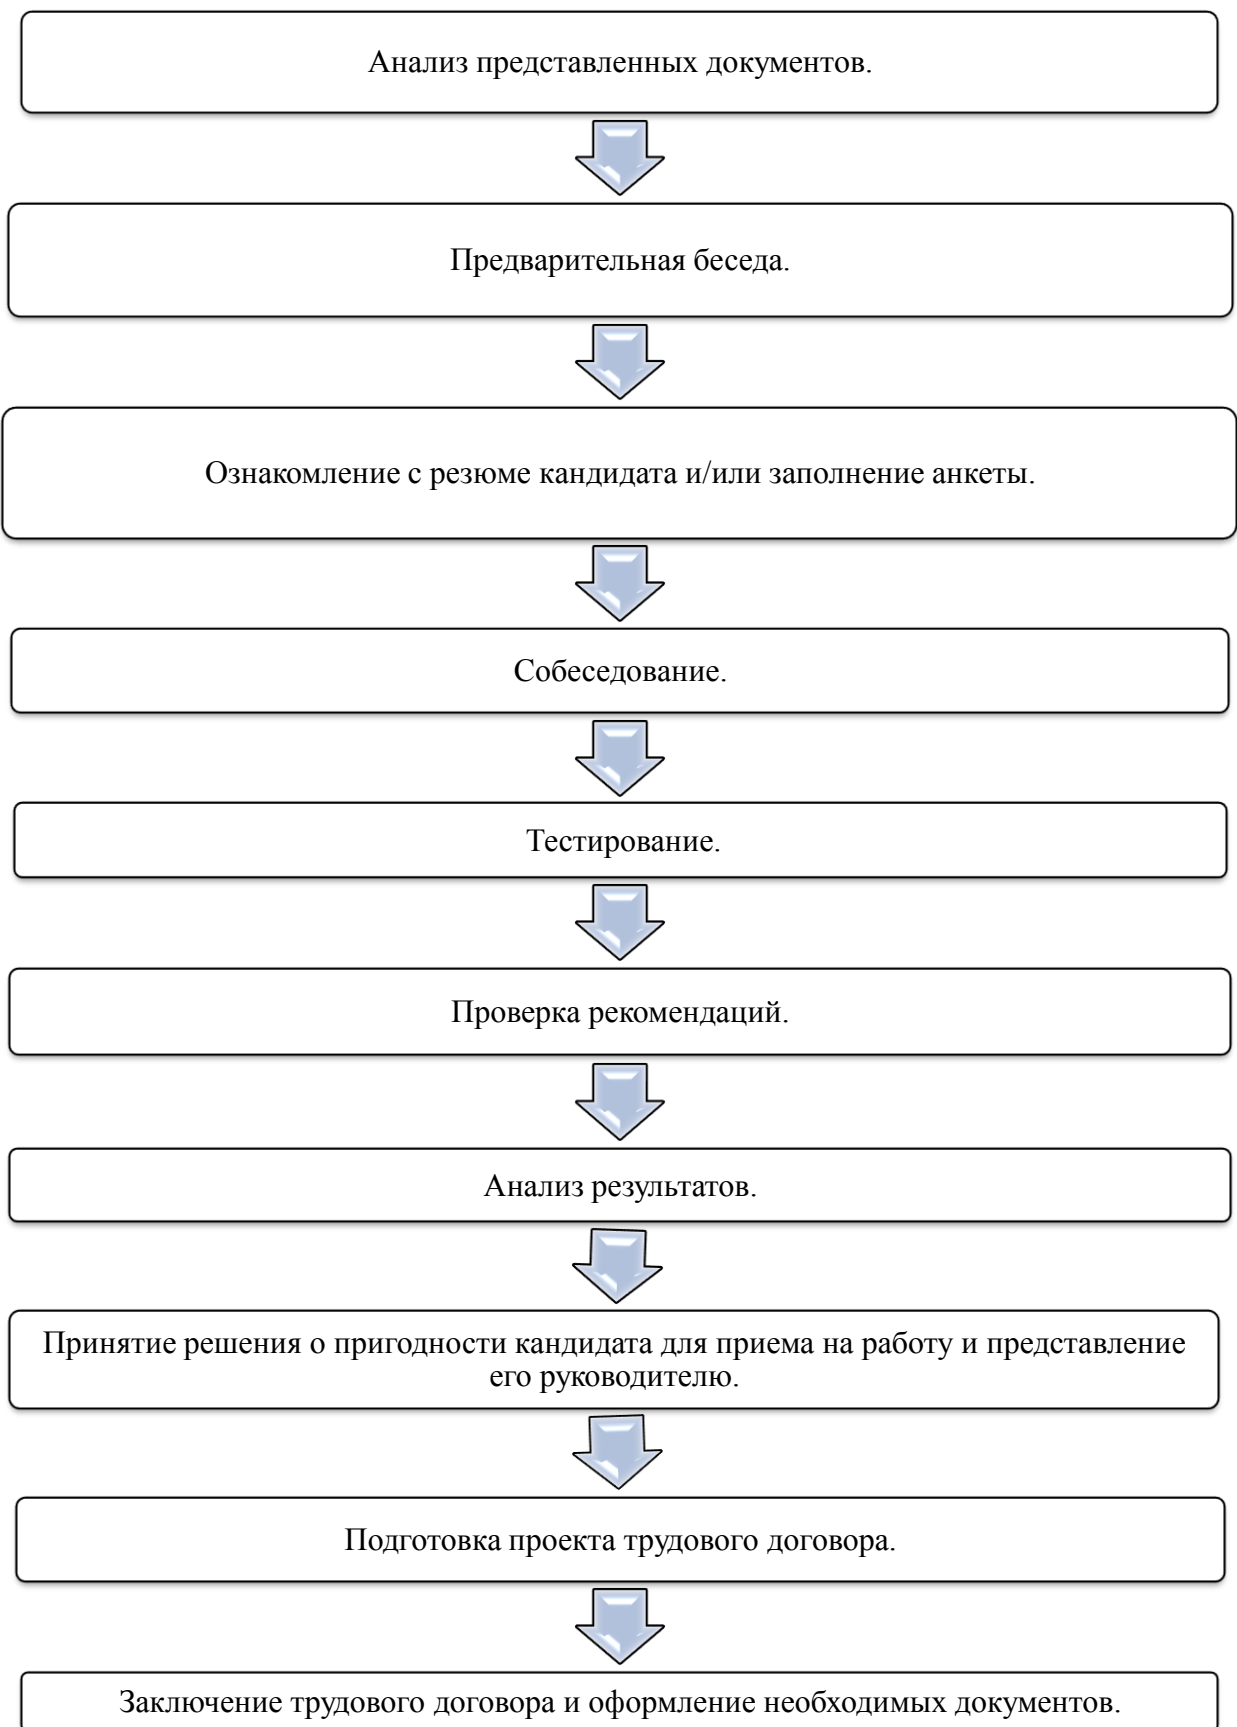 Анализ представленных документов.
Предварительная беседа.
Ознакомление с резюме кандидата и/или заполнение анкеты.
Собеседование.
Тестирование.
Проверка рекомендаций.
Анализ результатов.
Принятие решения о пригодности кандидата для приема на работу и представление
его руководителю.
Подготовка проекта трудового договора.
Заключение трудового договора и оформление необходимых документов.